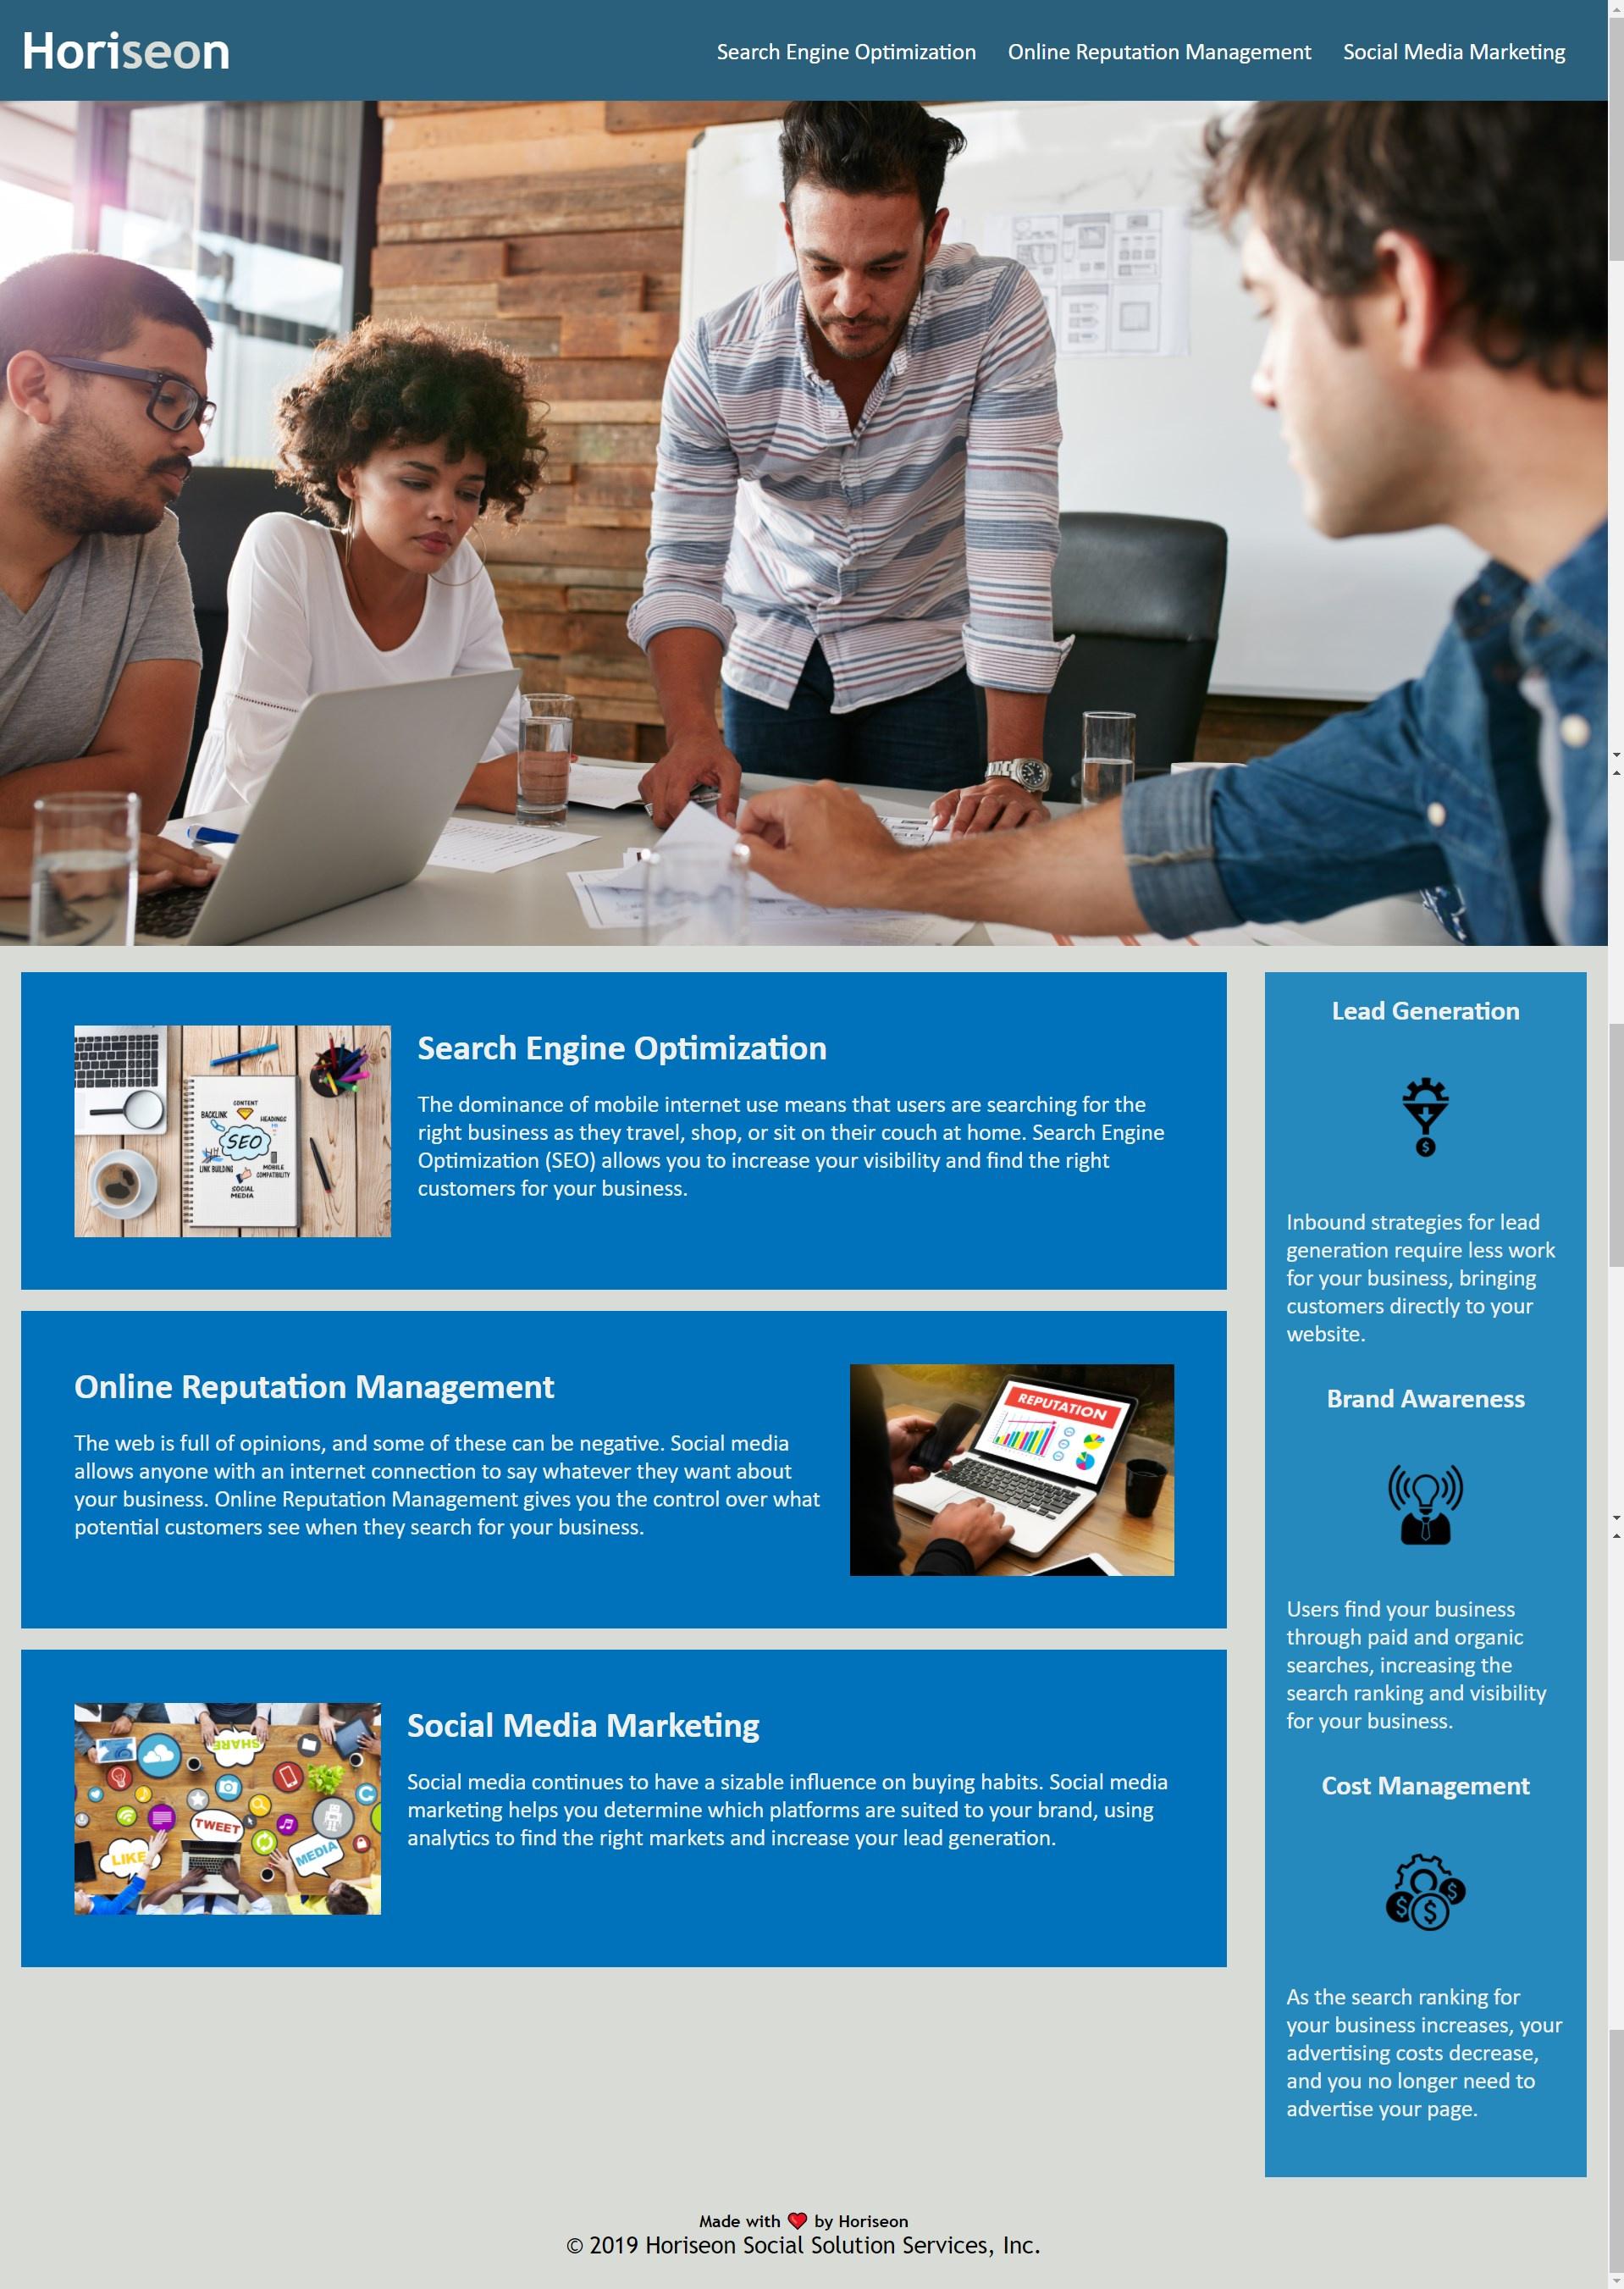 Horiseon
Search Engine Optimization
Online Reputation Management
Social Media Marketing
CONTENT
BACKLINK
HEADINGS
SEO
LINK BUILDING
MOBILE
COMPATIBILITY
SOCIAL
MEDIA
Search Engine Optimization
The dominance of mobile internet use means that users are searching for the
right business as they travel, shop, or sit on their couch at home. Search Engine
Optimization (SEO) allows you to increase your visibility and find the right
customers for your business.
Online Reputation Management
The web is full of opinions, and some of these can be negative. Social media
allows anyone with an internet connection to say whatever they want about
your business. Online Reputation Management gives you the control over what
potential customers see when they search for your business.
REPUTATION
SHARE
TWEET
LIKE
MEDIA
Social Media Marketing
Social media continues to have a sizable influence on buying habits. Social media
marketing helps you determine which platforms are suited to your brand, using
analytics to find the right markets and increase your lead generation.
Lead Generation
$
Inbound strategies for lead
generation require less work
for your business, bringing
customers directly to your
website.
Brand Awareness
Users find your business
through paid and organic
searches, increasing the
search ranking and visibility
for your business.
Cost Management
$ $ $
As the search ranking for
your business increases, your
advertising costs decrease,
and you no longer need to
advertise your page.
Made with ❤️ by Horiseon
© 2019 Horiseon Social Solution Services, Inc.